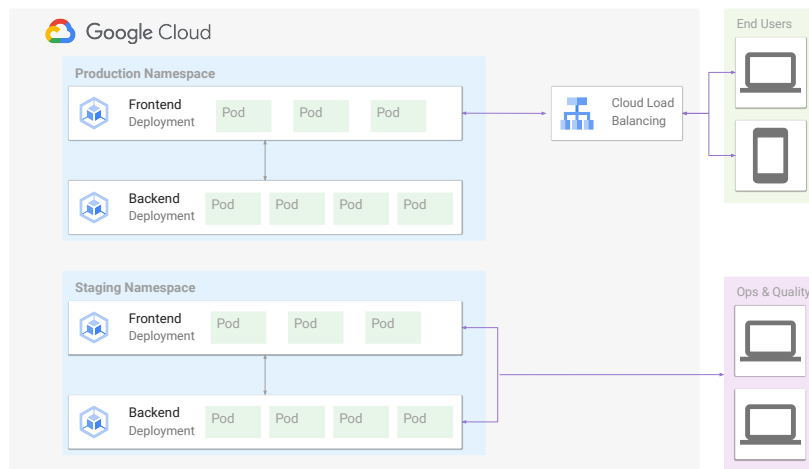 Google Cloud
End Users
Production Namespace
Frontend
Deployment
Pod Pod Pod
Cloud Load
Balancing
Backend
Deployment
Pod Pod Pod Pod
Staging Namespace
Ops & Quality
Frontend
Deployment
Pod Pod Pod
Backend
Deployment
Pod Pod Pod Pod